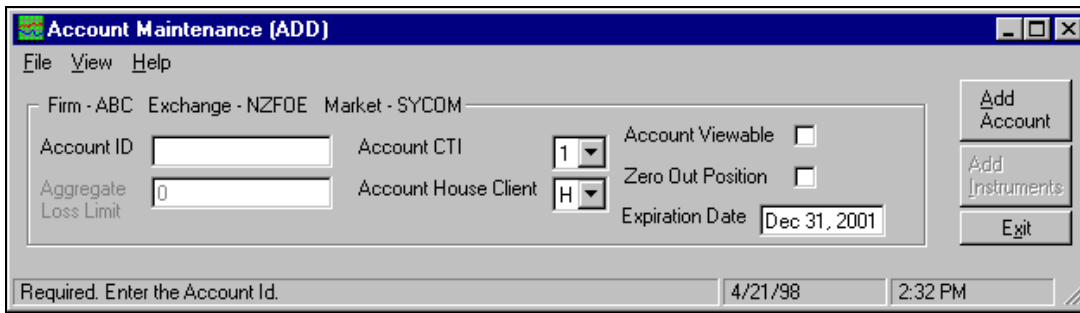 Account Maintenance (ADD)
File View Help
Firm - ABC Exchange - NZFOE Market - SYCOM
Account ID
Account CTI 1
Account Viewable
Aggregate
Loss Limit
0
Account House Client H
Zero Out Position
Expiration Date Dec 31, 2001
Add
Account
Add
Instruments
Exit
Required. Enter the Account Id.
4/21/98
2:32 PM